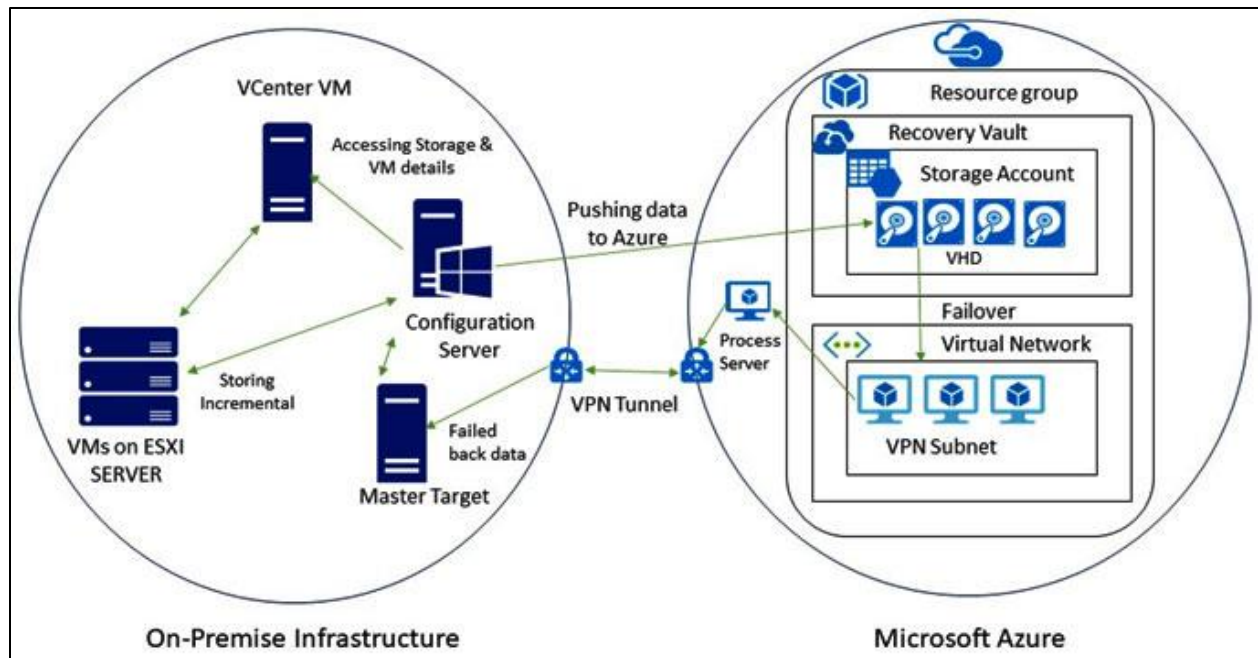 VCenter VM
Accessing Storage &
VM details
Configuration
Server
Storing
Incremental
VMs on ESXI
SERVER
Failed
back data
Master Target
On-Premise Infrastructure
Pushing data
to Azure
VPN Tunnel
Resource group
Recovery Vault
Storage Account
VHD
Failover
Process
Server
Virtual Network
VPN Subnet
Microsoft Azure